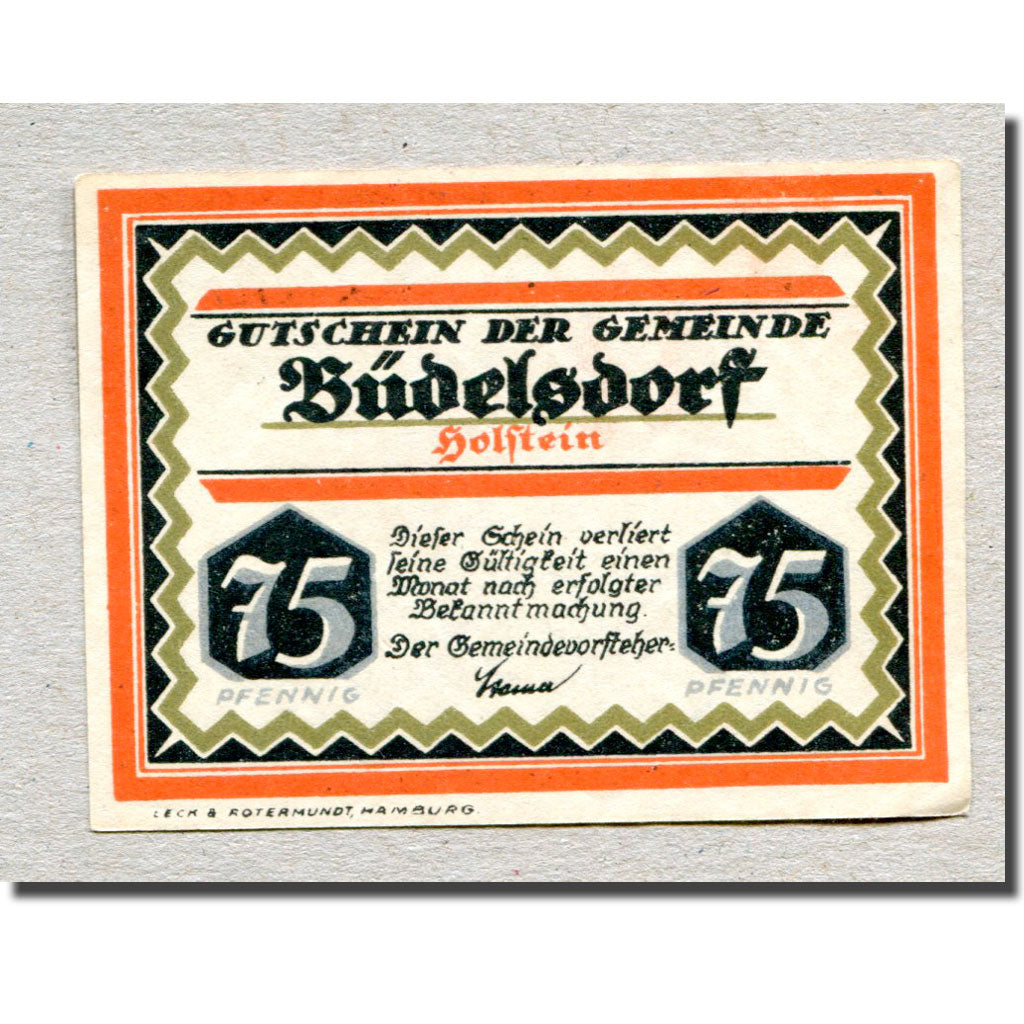 GUTSCHEIN DER GEMEINDE
Büdelsdorf
Holstein
75
PFENNIG
Dieser Schein verliert
seine Gültigkeit einen
Monat nach erfolgter
Bekanntmachung.
Der Gemeindevorsteher:
75
PFENNIG
LECK & ROTERMUNDT, HAMBURG.